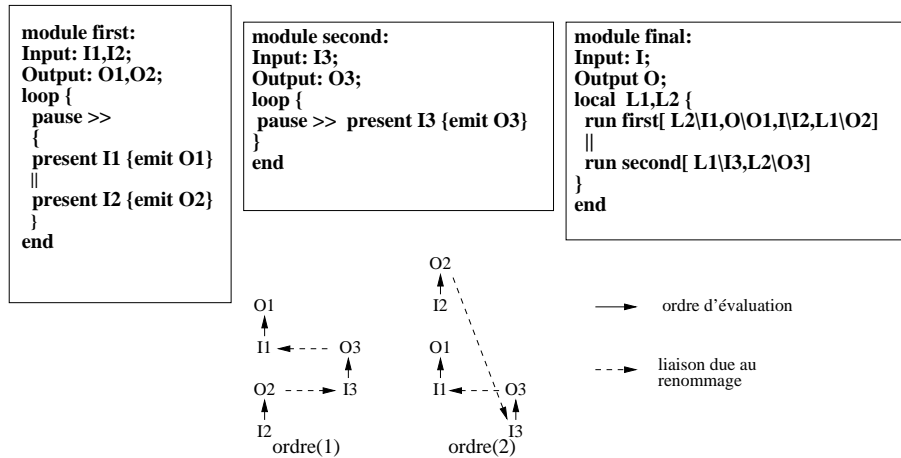 module first:
Input: I1,I2;
Output: O1,O2;
loop {
pause >>
{
present I1 {emit O1}
||
present I2 {emit O2}
}
end
module second:
Input: I3;
Output: O3;
loop {
pause >> present I3 {emit O3}
}
end
module final:
Input: I;
Output O;
local L1,L2 {
run first[ L2\I1,O\O1,I\I2,L1\O2]
||
run second[ L1\I3,L2\O3]
}
end
O1
I1 O3
O2 I3
I2
ordre(1)
O2
I2
O1
I1 O3
I3
ordre(2)
ordre d'évaluation
liaison due au
renommage